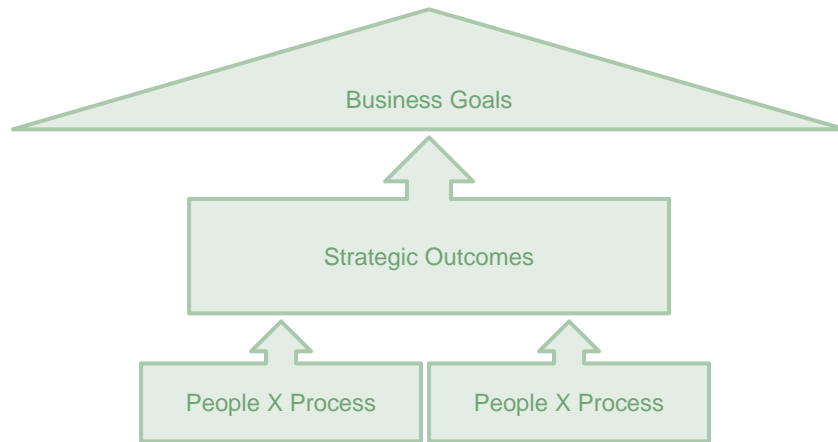 Business Goals
Strategic Outcomes
People X Process
People X Process